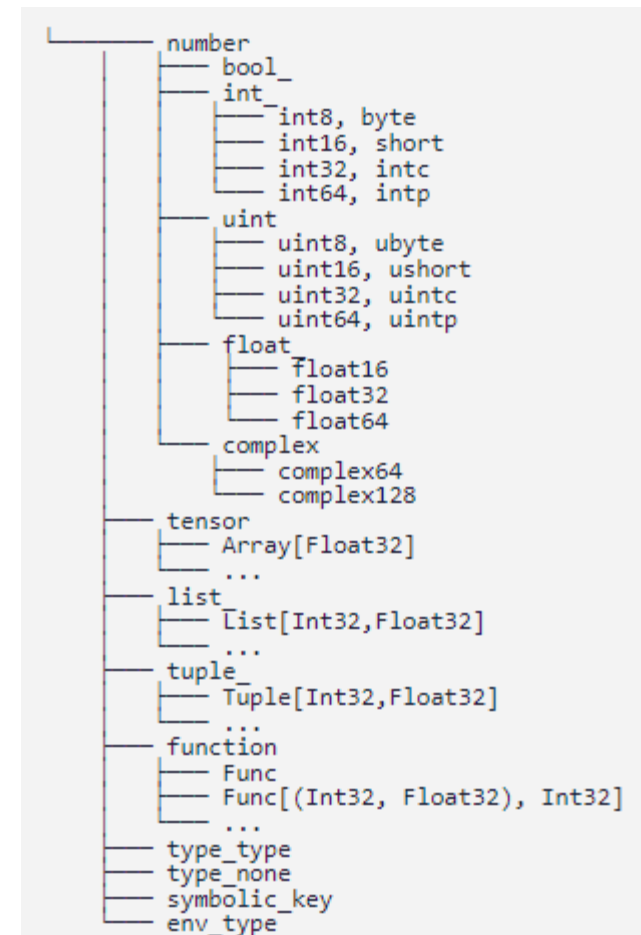 number
bool_
int_
int8, byte
int16, short
int32, intc
int64, intp
uint
uint8, ubyte
uint16, ushort
uint32, uintc
uint64, uintp
float_
float16
float32
float64
complex
complex64
complex128
tensor
Array[Float32]
...
list_
List[Int32,Float32]
...
tuple_
Tuple[Int32,Float32]
...
function
Func
Func[(Int32, Float32), Int32]
...
type_type
type_none
symbolic_key
env_type